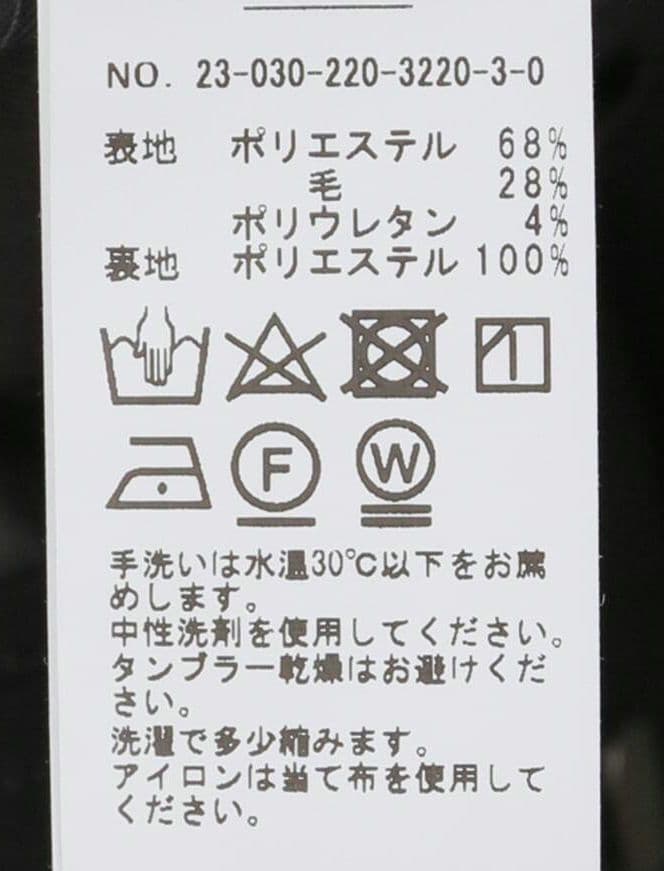 NO. 23-030-220-3220-3-0
表地 ポリエステル 68%
毛 28%
ポリウレタン 4%
裏地 ポリエステル 100%
F W
手洗いは水温30℃以下をお薦
めします。
中性洗剤を使用してください。
タンブラー乾燥はお避けくだ
さい。
洗濯で多少縮みます。
アイロンは当て布を使用して
ください。